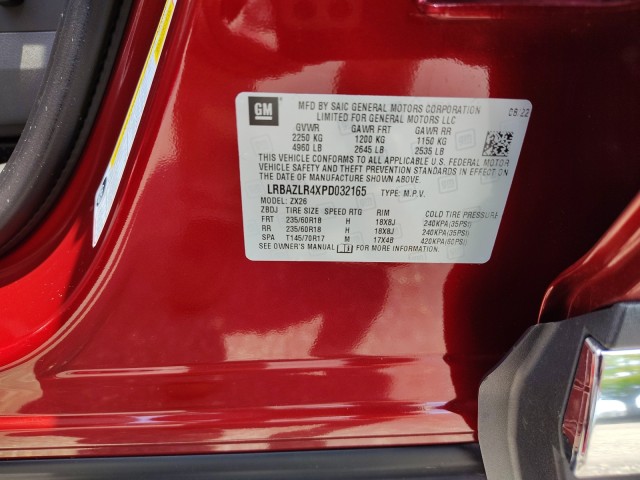 GM
MFD BY SAIC GENERAL MOTORS CORPORATION
LIMITED FOR GENERAL MOTORS LLC
08/22
GVWR GAWR FRT GAWR RR
2250 KG 1200 KG 1150 KG
4960 LB 2645 LB 2535 LB
THIS VEHICLE CONFORMS TO ALL APPLICABLE U.S. FEDERAL MOTOR
VEHICLE SAFETY AND THEFT PREVENTION STANDARDS IN EFFECT ON
THE DATE OF MANUFACTURE SHOWN ABOVE.
LRBAZLR4XPD032165 TYPE: M.P.V.
MODEL: ZX26
ZBDJ TIRE SIZE SPEED RTG RIM COLD TIRE PRESSURE
FRT 235/60R18 H 18X8J 240KPA(35PSI)
RR 235/60R18 H 18X8J 240KPA(35PSI)
SPA T145/70R17 M 17X4B 420KPA(60PSI)
SEE OWNER'S MANUAL FOR MORE INFORMATION.